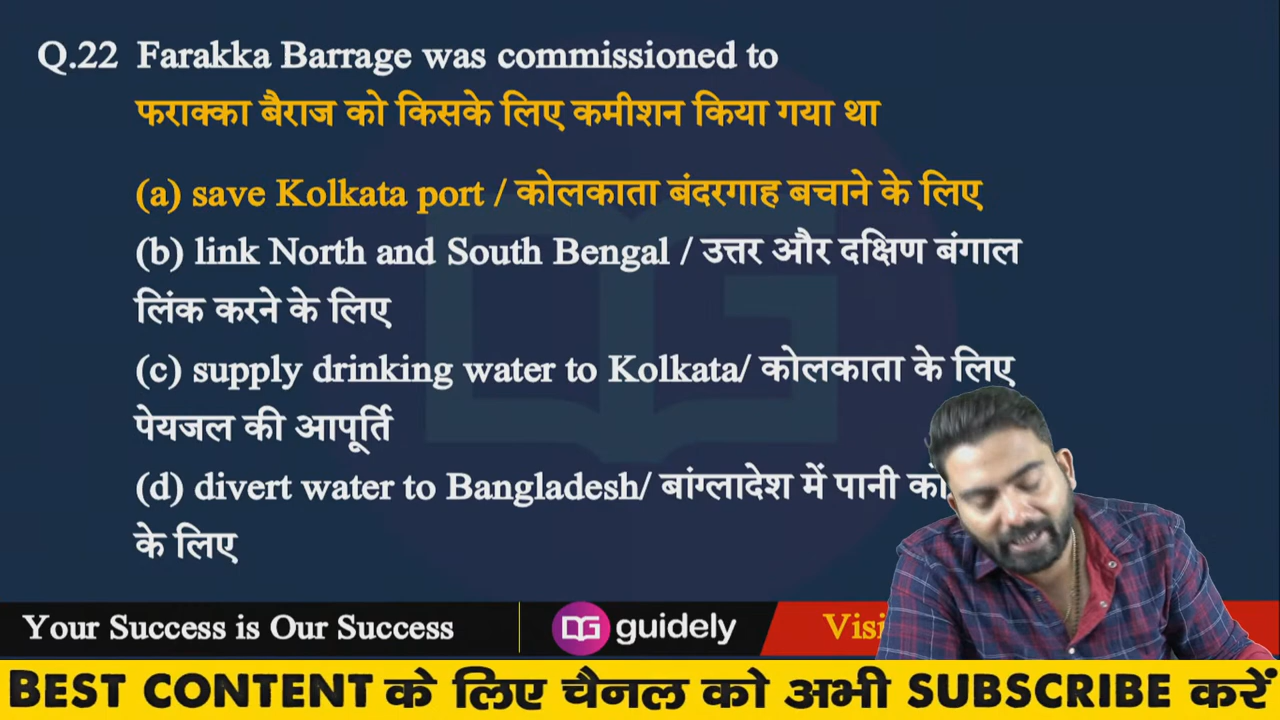 Q.22 Farakka Barrage was commissioned to
फराक्का बैराज को किसके लिए कमीशन किया गया था
(a) save Kolkata port / कोलकाता बंदरगाह बचाने के लिए
(b) link North and South Bengal / उत्तर और दक्षिण बंगाल
लिंक करने के लिए
(c) supply drinking water to Kolkata/ कोलकाता के लिए
पेयजल की आपूर्ति
(d) divert water to Bangladesh/ बांग्लादेश में पानी
के लिए
Your Success is Our Success guidely
BEST CONTENT के लिए चैनल को अभी SUBSCRIBE करें